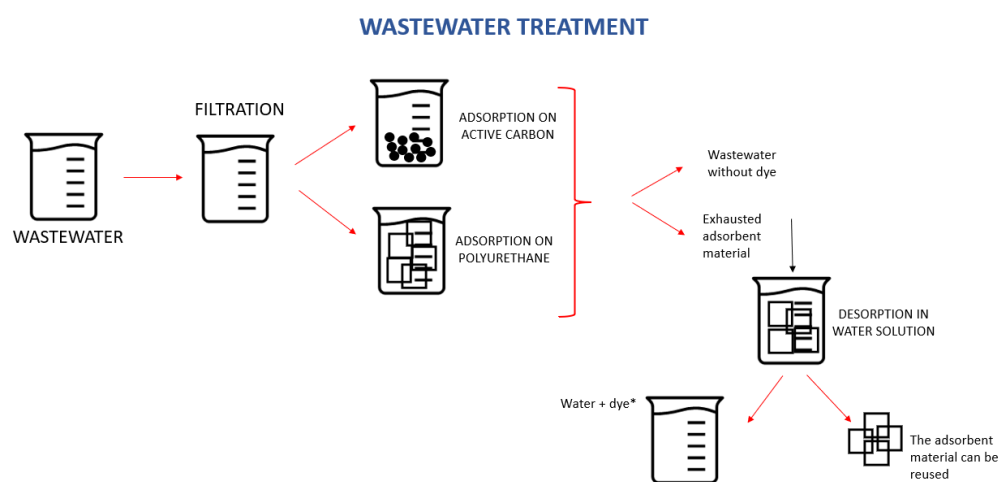 WASTEWATER TREATMENT
FILTRATION
WASTEWATER
ADSORPTION ON
ACTIVE CARBON
ADSORPTION ON
POLYURETHANE
Wastewater
without dye
Exhausted
adsorbent
material
DESORPTION IN
WATER SOLUTION
Water + dye*
The adsorbent
material can be
reused